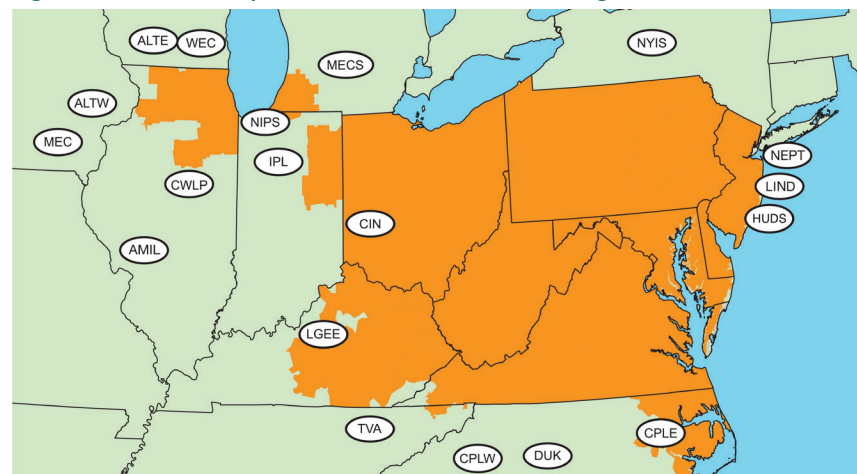 ALTE
WEC
NYIS
MECS
ALTW
NIPS
MEC
IPL
NEPT
CWLP
LIND
CIN
HUDS
AMIL
LGEE
TVA
CPLE
CPLW
DUK